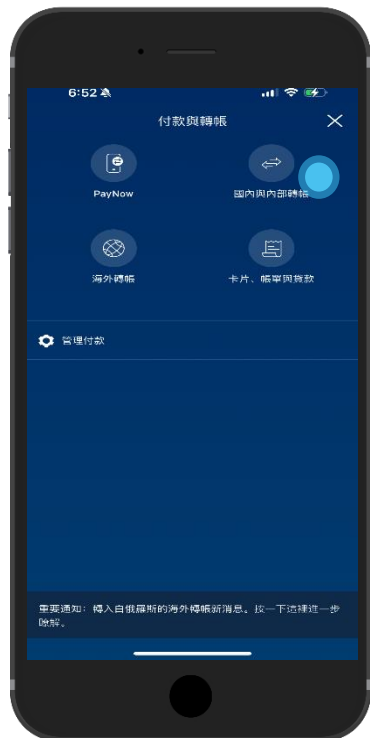 6:52
付款與轉帳
PayNow
國內與內部轉帳
海外轉帳
卡片、帳單與貨款
管理付款
重要通知：轉入白俄羅斯的海外轉帳新消息。按一下這裡進一步
瞭解。